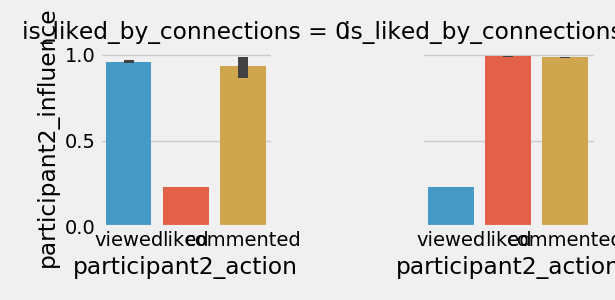 is_liked_by_connections = 0
is_liked_by_connections
participant2_influence
1.0
0.5
0.0
viewed liked commented
viewed liked commented
participant2_action
participant2_action